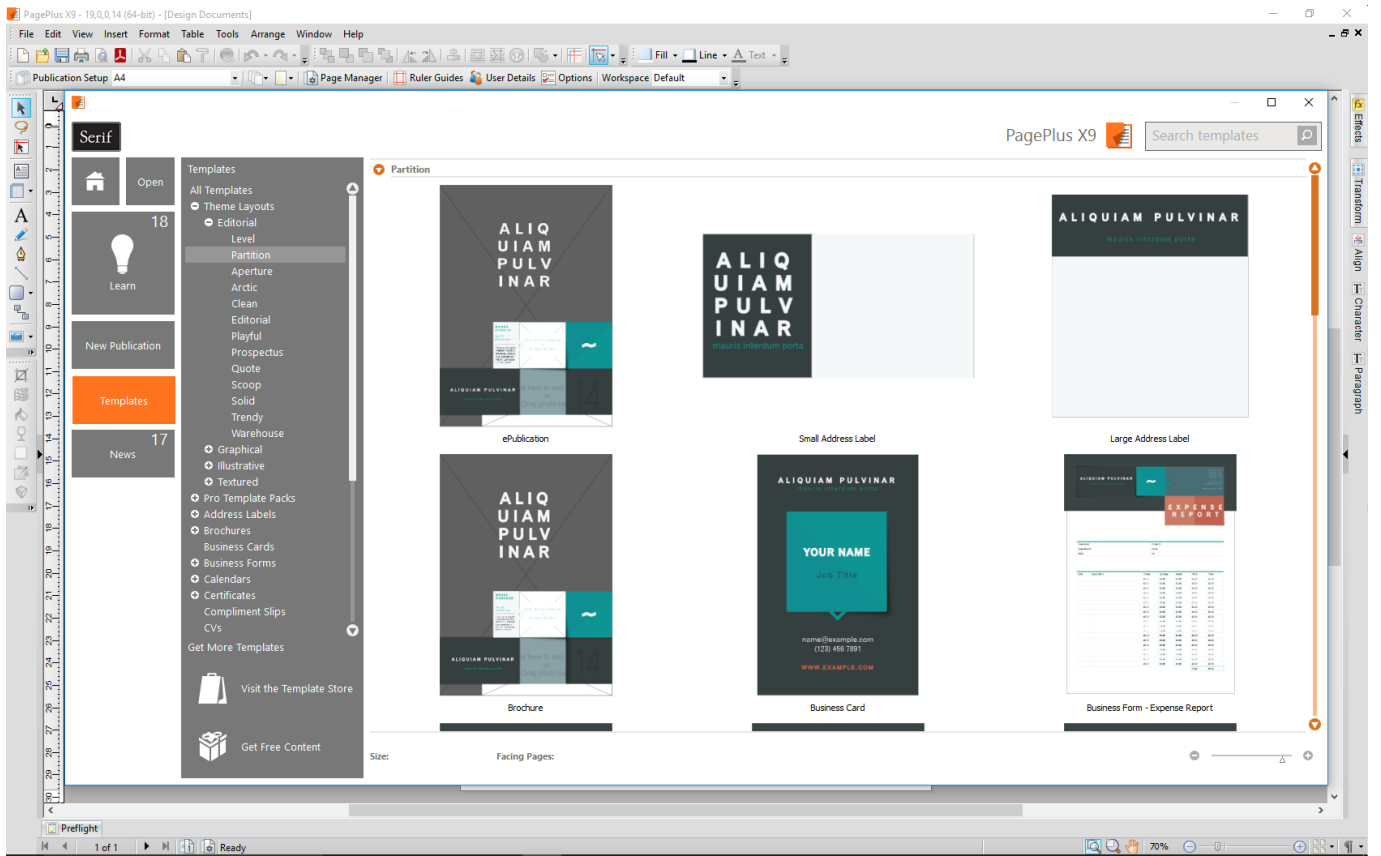 PagePlus X9 - 19,0,0,14 (64-bit) - [Design Documents]
File Edit View Insert Format Table Tools Arrange Window Help
Fill Line A Text
Publication Setup A4 Page Manager Ruler Guides User Details Options Workspace Default
Serif
PagePlus X9
Search templates
Open
18
Learn
New Publication
Templates
17
News
Templates
All Templates
Theme Layouts
Editorial
Level
Partition
Aperture
Arctic
Clean
Editorial
Playful
Prospectus
Quote
Scoop
Solid
Trendy
Warehouse
Graphical
Illustrative
Textured
Pro Template Packs
Address Labels
Brochures
Business Cards
Business Forms
Calendars
Certificates
Compliment Slips
CVs
Get More Templates
Visit the Template Store
Get Free Content
Partition
ALIQ
UIAM
PULV
INAR
~
ALIQUIAM PULVINAR
14
ePublication
ALIQ
UIAM
PULV
INAR
mauris interdum porta
Small Address Label
ALIQUIAM PULVINAR
mauris interdum porta
Large Address Label
ALIQ
UIAM
PULV
INAR
~
ALIQUIAM PULVINAR
14
Brochure
ALIQUIAM PULVINAR
mauris interdum porta
YOUR NAME
Job Title
name@example.com
(123) 456 7891
WWW.EXAMPLE.COM
Business Card
ALIQUIAM PULVINAR
~
EXPENSE
REPORT
Business Form - Expense Report
Size: Facing Pages:
Effects
Transform
Align
Character
Paragraph
Preflight
1 of 1 Ready 70%